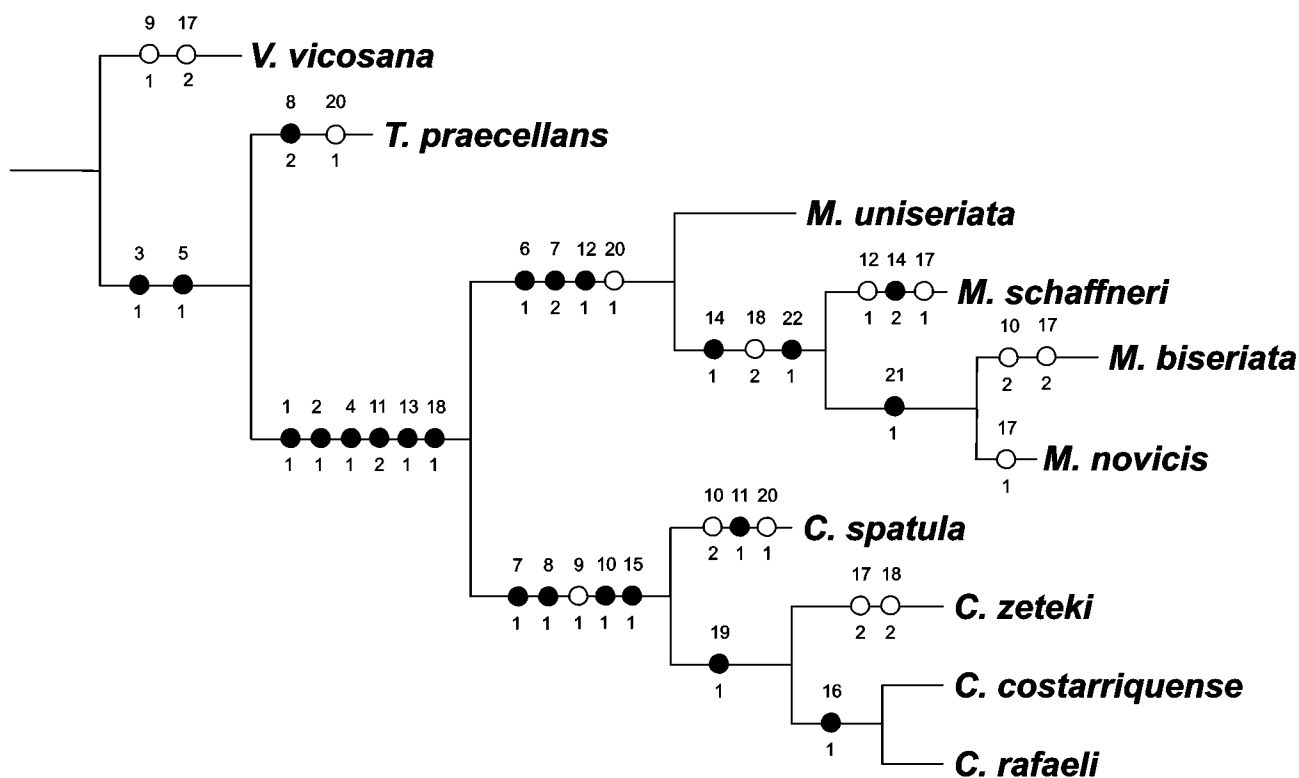 9 17
V. vicosana
1 2
8 20
T. praecellans
2 1
M. uniseriata
3 5
1 1
6 7 12 20
1 2 1 1
12 14 17
M. schaffneri
1 2 1
14 18 22
1 2 1
10 17
M. biseriata
2 2
21
1
17
M. novicis
1
1 2 4 11 13 18
1 1 1 2 1 1
10 11 20
C. spatula
2 1 1
7 8 9 10 15
1 1 1 1 1
17 18
C. zeteki
2 2
19
1
C. costarriquense
16
1
C. rafaeli